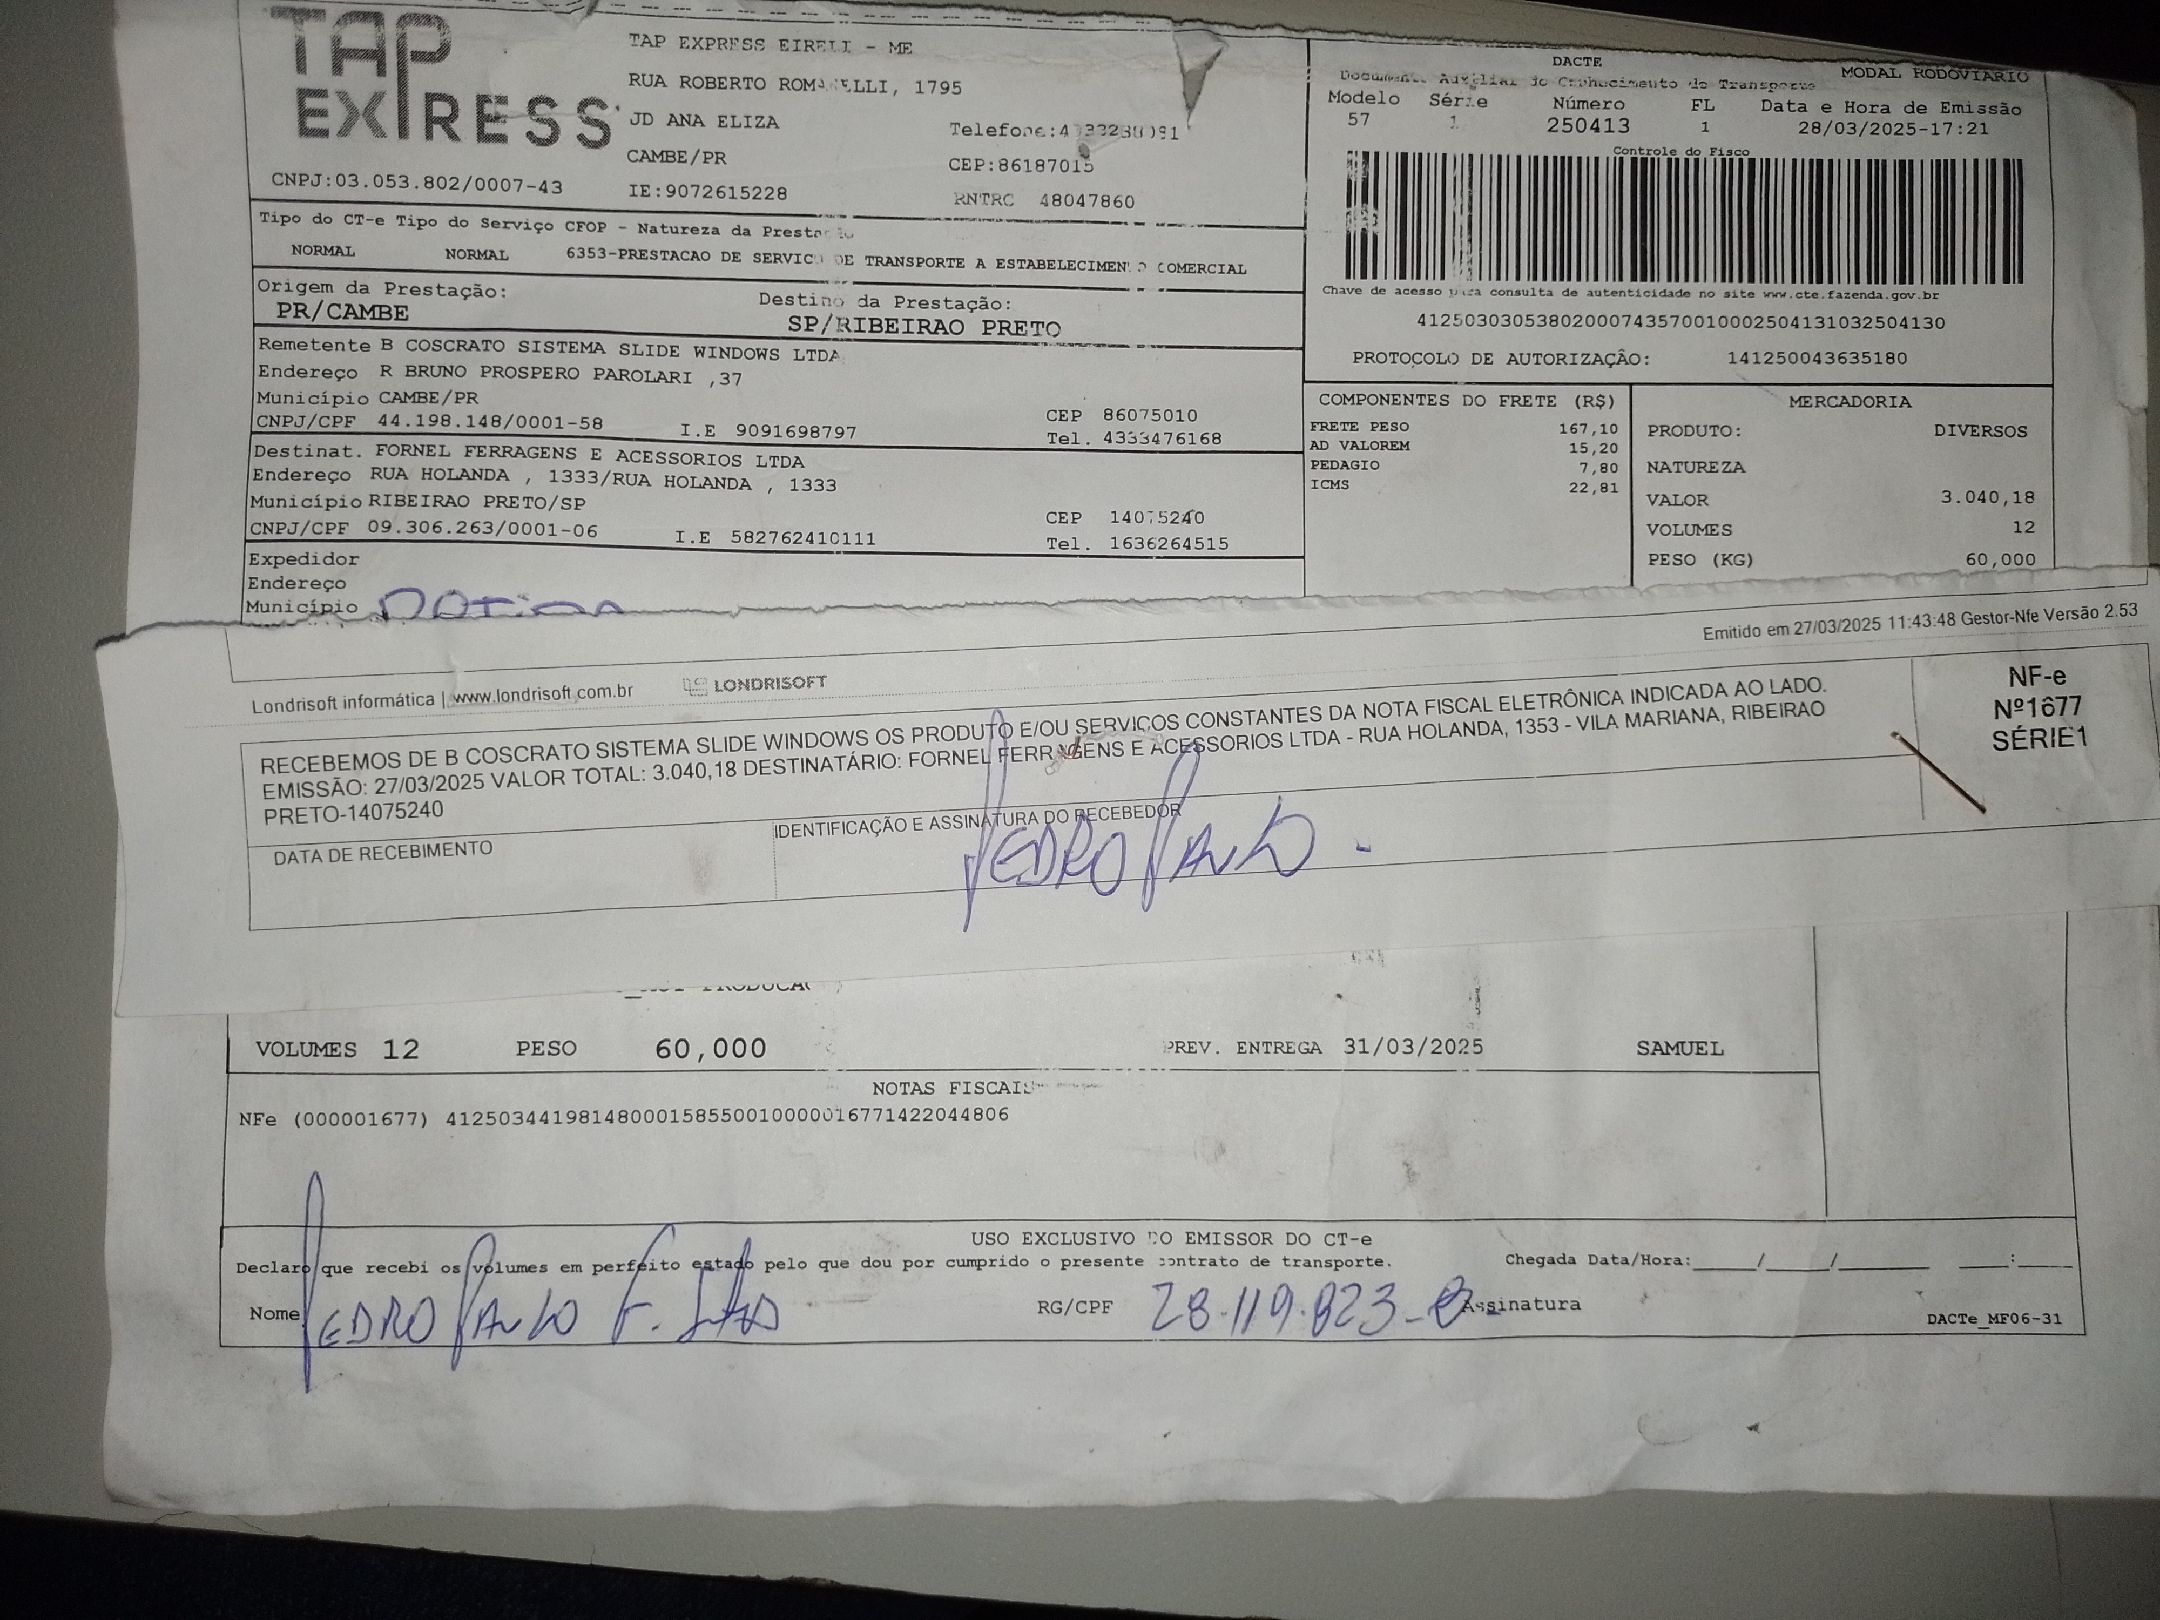 TAP EXPRESS
TAP EXPRESS EIRELI - ME
RUA ROBERTO ROMANELLI, 1795
JD ANA ELIZA
CAMBE/PR
Telefone:
CEP:86187015
CNPJ:03.053.802/0007-43
IE:9072615228
RNTRC 48047860
DACTE
MODAL RODOVIARIO
Documento Auxiliar do Conhecimento de Transporte
Modelo Série Número FL Data e Hora de Emissão
57 1 250413 1 28/03/2025-17:21
Controle do Fisco
Chave de acesso para consulta de autenticidade no site www.cte.fazenda.gov.br
41250303053802000743570010002504131032504130
PROTOCOLO DE AUTORIZAÇÃO: 141250043635180
Tipo do CT-e Tipo do Serviço CFOP - Natureza da Prestação
NORMAL NORMAL 6353-PRESTACAO DE SERVICO DE TRANSPORTE A ESTABELECIMENTO COMERCIAL
Origem da Prestação: Destino da Prestação:
PR/CAMBE SP/RIBEIRAO PRETO
Remetente B COSCRATO SISTEMA SLIDE WINDOWS LTDA
Endereço R BRUNO PROSPERO PAROLARI ,37
Município CAMBE/PR CEP 86075010
CNPJ/CPF 44.198.148/0001-58 I.E 9091698797 Tel. 4333476168
Destinat. FORNEL FERRAGENS E ACESSORIOS LTDA
Endereço RUA HOLANDA , 1333/RUA HOLANDA , 1333
Município RIBEIRAO PRETO/SP CEP 14075240
CNPJ/CPF 09.306.263/0001-06 I.E 582762410111 Tel. 1636264515
Expedidor
Endereço
Município
COMPONENTES DO FRETE (R$)
FRETE PESO 167,10
AD VALOREM 15,20
PEDAGIO 7,80
ICMS 22,81
MERCADORIA
PRODUTO: DIVERSOS
NATUREZA
VALOR 3.040,18
VOLUMES 12
PESO (KG) 60,000
Emitido em 27/03/2025 11:43:48 Gestor-Nfe Versão 2.53
Londrisoft informática | www.londrisoft.com.br LONDRISOFT
RECEBEMOS DE B COSCRATO SISTEMA SLIDE WINDOWS OS PRODUTO E/OU SERVIÇOS CONSTANTES DA NOTA FISCAL ELETRÔNICA INDICADA AO LADO.
EMISSÃO: 27/03/2025 VALOR TOTAL: 3.040,18 DESTINATÁRIO: FORNEL FERRAGENS E ACESSORIOS LTDA - RUA HOLANDA, 1353 - VILA MARIANA, RIBEIRAO
PRETO-14075240
NF-e
Nº1677
SÉRIE1
DATA DE RECEBIMENTO
IDENTIFICAÇÃO E ASSINATURA DO RECEBEDOR
PEDRO PAULO
VOLUMES 12 PESO 60,000 PREV. ENTREGA 31/03/2025 SAMUEL
NOTAS FISCAIS
NFe (000001677) 41250344198148000158550010000016771422044806
USO EXCLUSIVO DO EMISSOR DO CT-e
Declaro que recebi os volumes em perfeito estado pelo que dou por cumprido o presente contrato de transporte. Chegada Data/Hora:____/____/______ ____:____
Nome PEDRO PAULO F. RG/CPF 28.119.823- Assinatura
DACTe_MF06-31